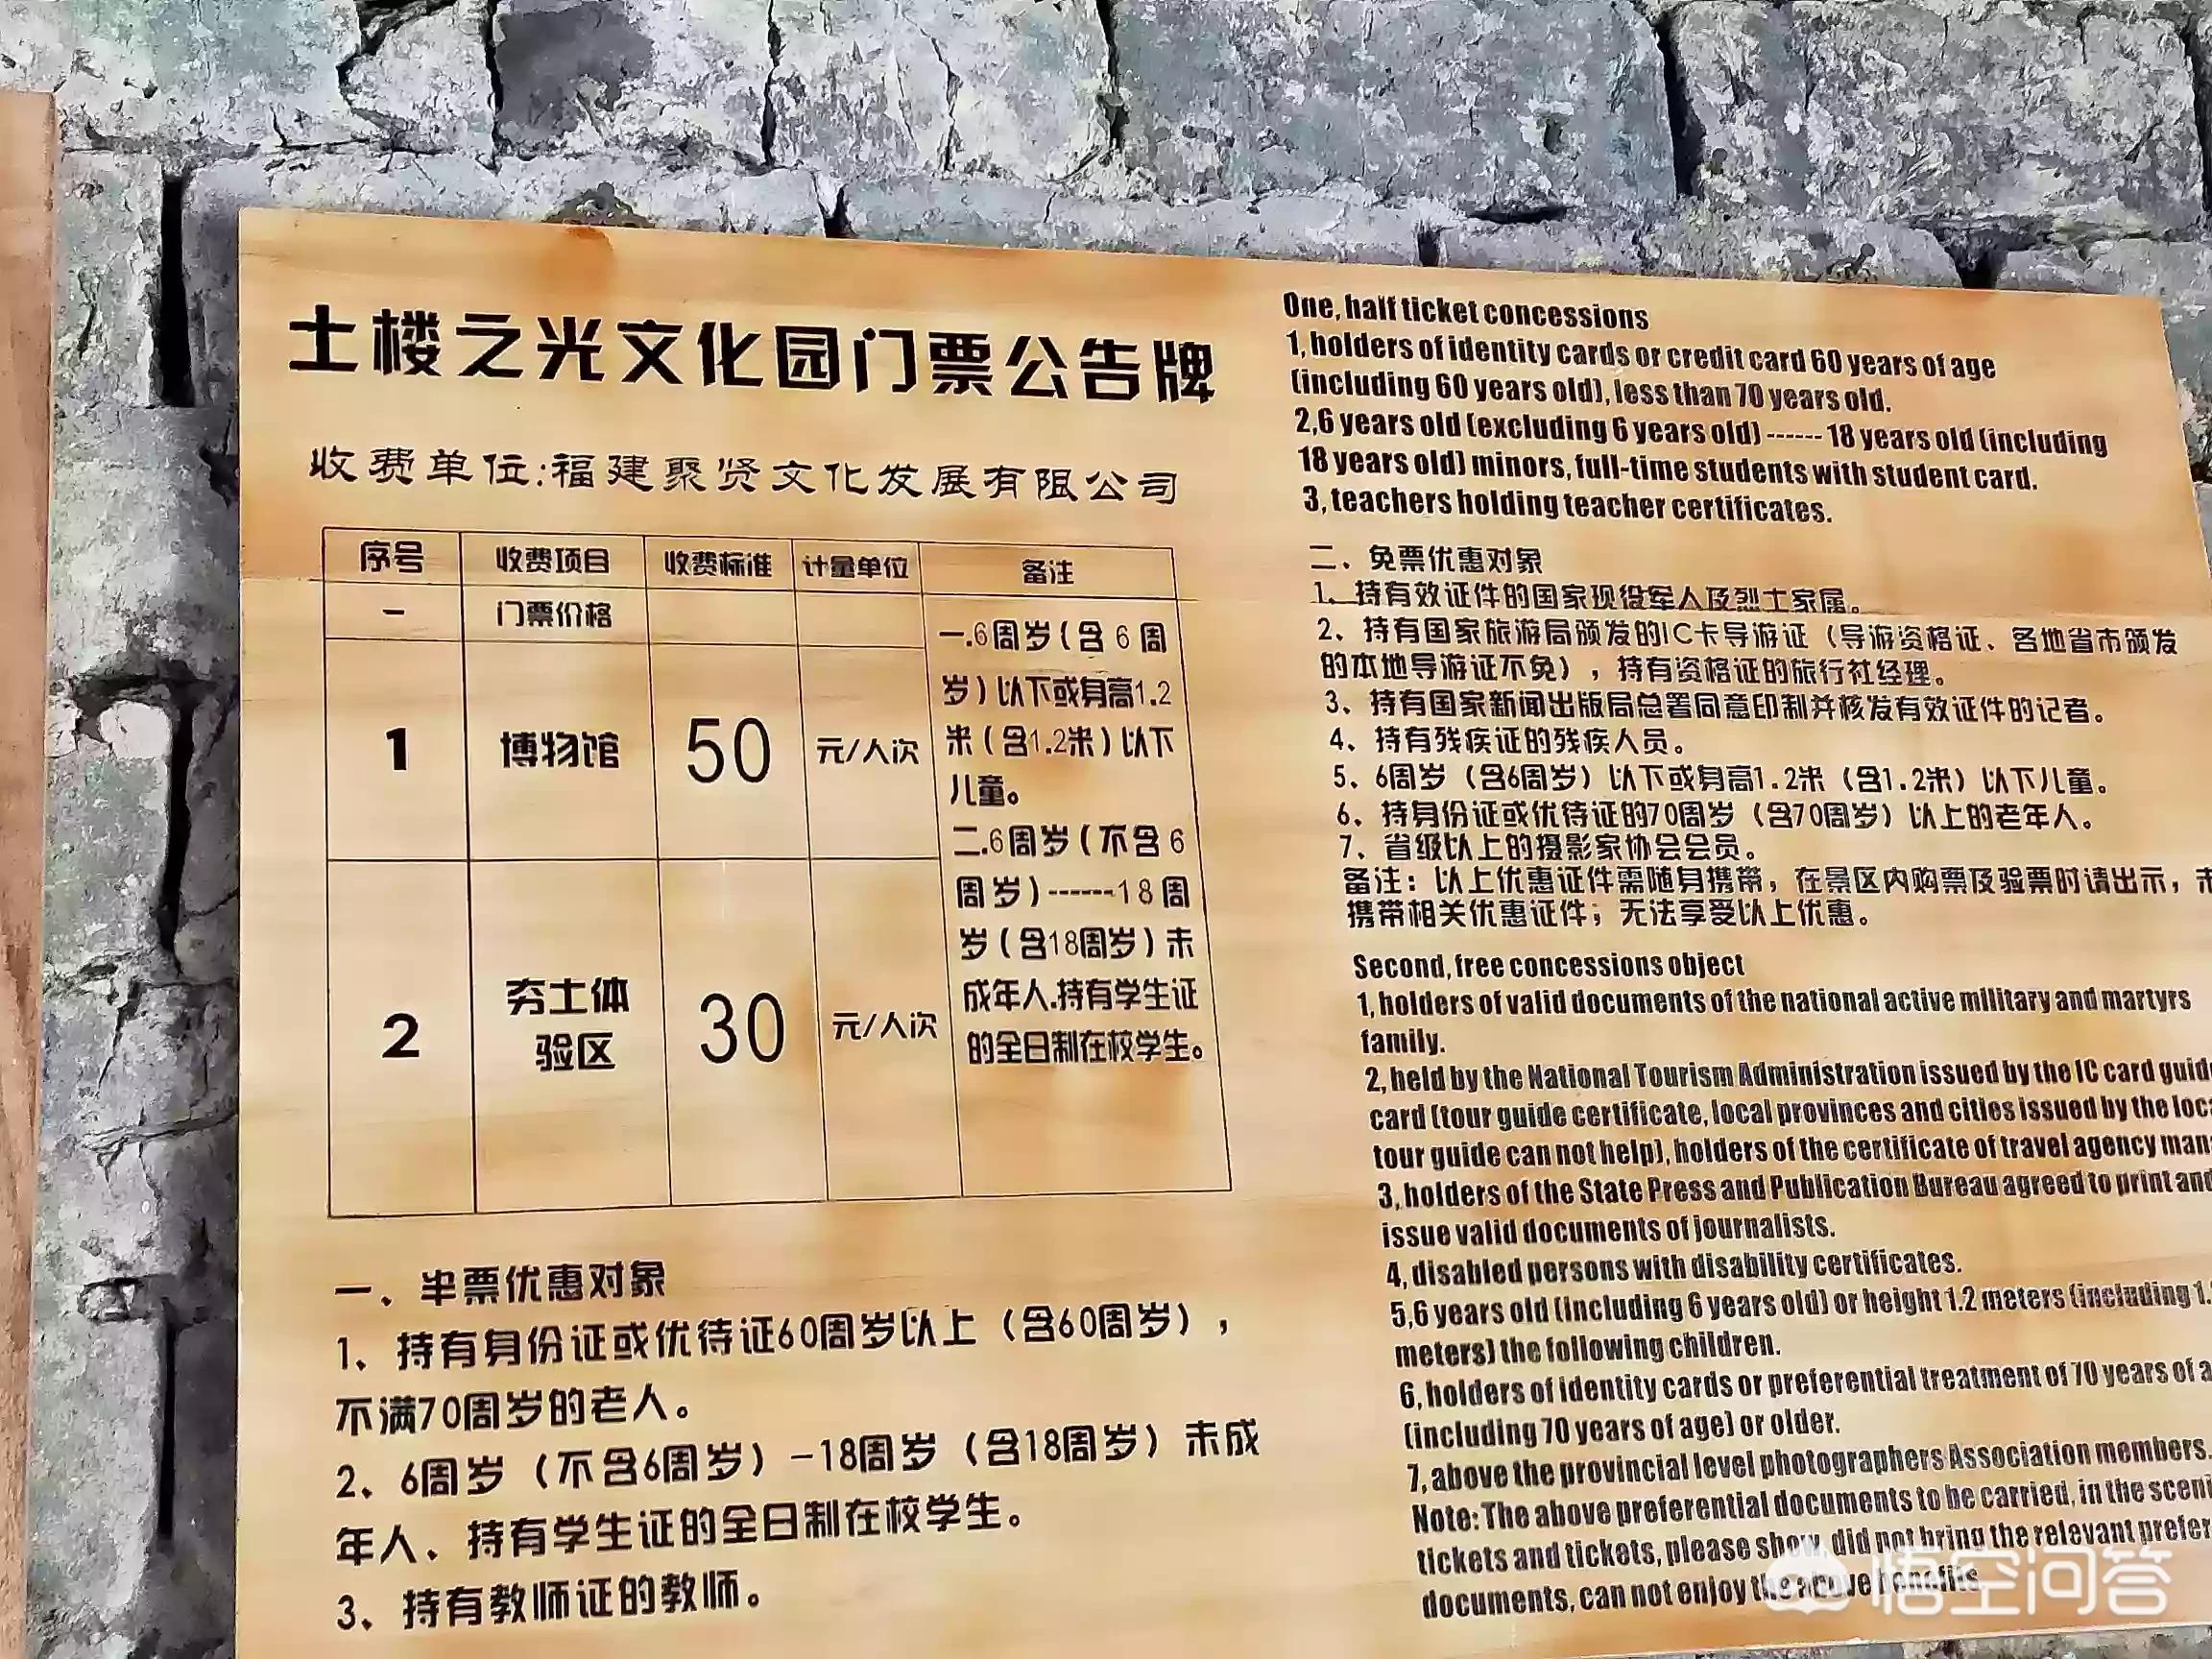 土楼之光文化园门票公告牌
收费单位:福建聚贤文化发展有限公司
序号 收费项目 收费标准 计量单位 备注
一 门票价格
1 博物馆 50 元/人次
2 夯土体
验区 30 元/人次
一.6周岁(含6周
岁)以下或身高1.2
米(含1.2米)以下
儿童。
二.6周岁(不含6
周岁)------18周
岁(含18周岁)未
成年人.持有学生证
的全日制在校学生。
一、半票优惠对象
1、持有身份证或优待证60周岁以上（含60周岁），
不满70周岁的老人。
2、6周岁（不含6周岁）-18周岁（含18周岁）未成
年人、持有学生证的全日制在校学生。
3、持有教师证的教师。
One, half ticket concessions
1, holders of identity cards or credit card 60 years of age
(including 60 years old), less than 70 years old.
2,6 years old (excluding 6 years old) ------ 18 years old (including
18 years old) minors, full-time students with student card.
3, teachers holding teacher certificates.
二、免票优惠对象
1、持有效证件的国家现役军人及烈士家属。
2、持有国家旅游局颁发的IC卡导游证（导游资格证、各地省市颁发
的本地导游证不免），持有资格证的旅行社经理。
3、持有国家新闻出版局总署同意印制并核发有效证件的记者。
4、持有残疾证的残疾人员。
5、6周岁（含6周岁）以下或身高1.2米（含1.2米）以下儿童。
6、持身份证或优待证的70周岁（含70周岁）以上的老年人。
7、省级以上的摄影家协会会员。
备注：以上优惠证件需随身携带，在景区内购票及验票时请出示，未
携带相关优惠证件；无法享受以上优惠。
Second, free concessions object
1, holders of valid documents of the national active military and martyrs
family.
2, held by the National Tourism Administration issued by the IC card guid
card (tour guide certificate, local provinces and cities issued by the loc
tour guide can not help), holders of the certificate of travel agency man
3, holders of the State Press and Publication Bureau agreed to print and
issue valid documents of journalists.
4, disabled persons with disability certificates.
5,6 years old (including 6 years old) or height 1.2 meters (including 1.
meters) the following children.
6, holders of identity cards or preferential treatment of 70 years of a
(including 70 years of age) or older.
7, above the provincial level photographers Association members.
Note: The above preferential documents to be carried, in the scen
tickets and tickets, please show, did not bring the relevant prefer
documents, can not enjoy the above benefits.
悟空问答